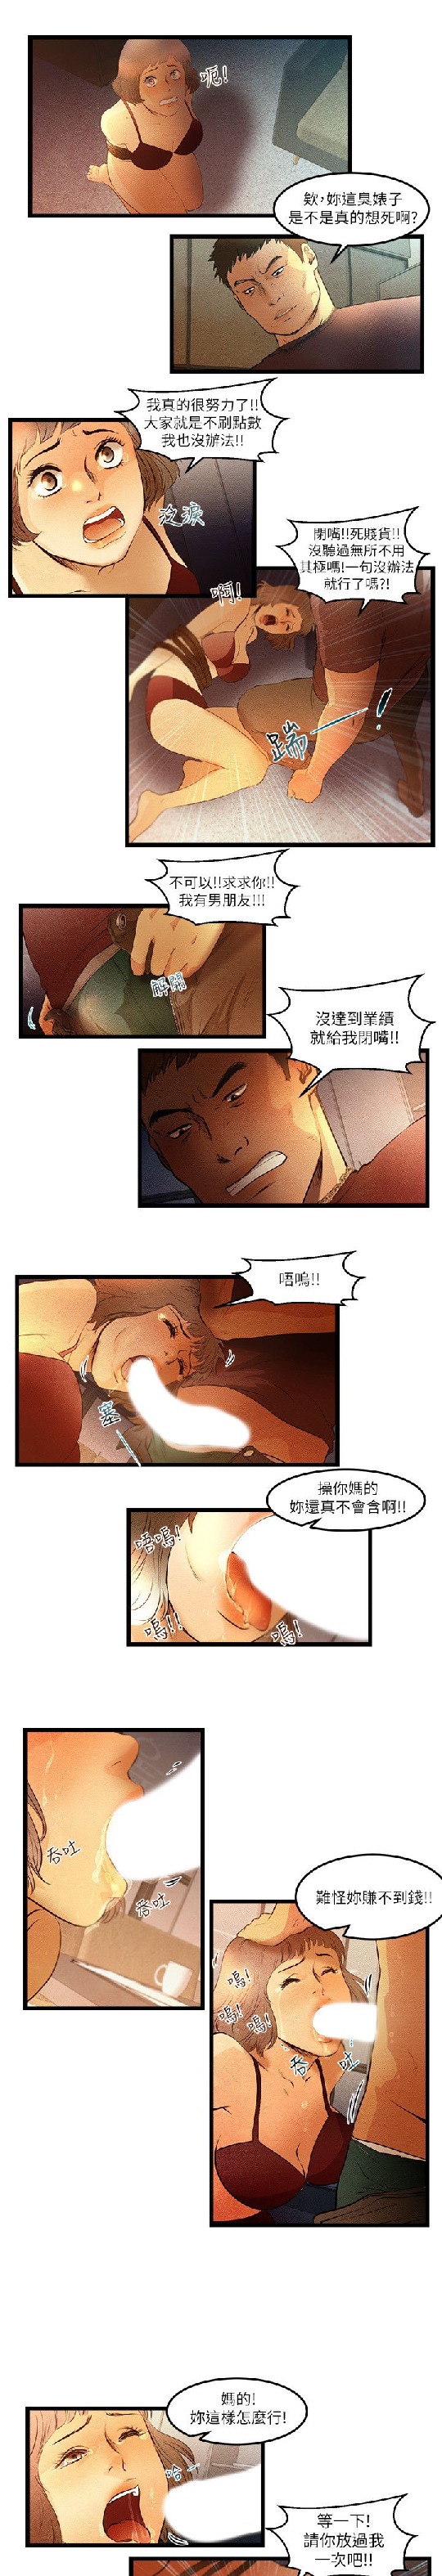 呃!
欸,妳這臭婊子
是不是真的想死啊?
我真的很努力了!!
大家就是不刷點數
我也沒辦法!!
泣淚
閉嘴!!死賤貨!!
沒聽過無所不用
其極嗎!一句沒辦法
就行了嗎?!
啊!
踹
不可以!!求求你!!
我有男朋友!!!
解開
沒達到業績
就給我閉嘴!!
唔嗚!!
塞
操你媽的
妳還真不會含啊!!
唔嗚!
嗚!!
嗚!
吞吐
吞吐
難怪妳賺不到錢!!
嗚!
嗚!
嗚!
吞
吐
媽的!
妳這樣怎麼行!
哈
等一下!
請你放過我
一次吧!!